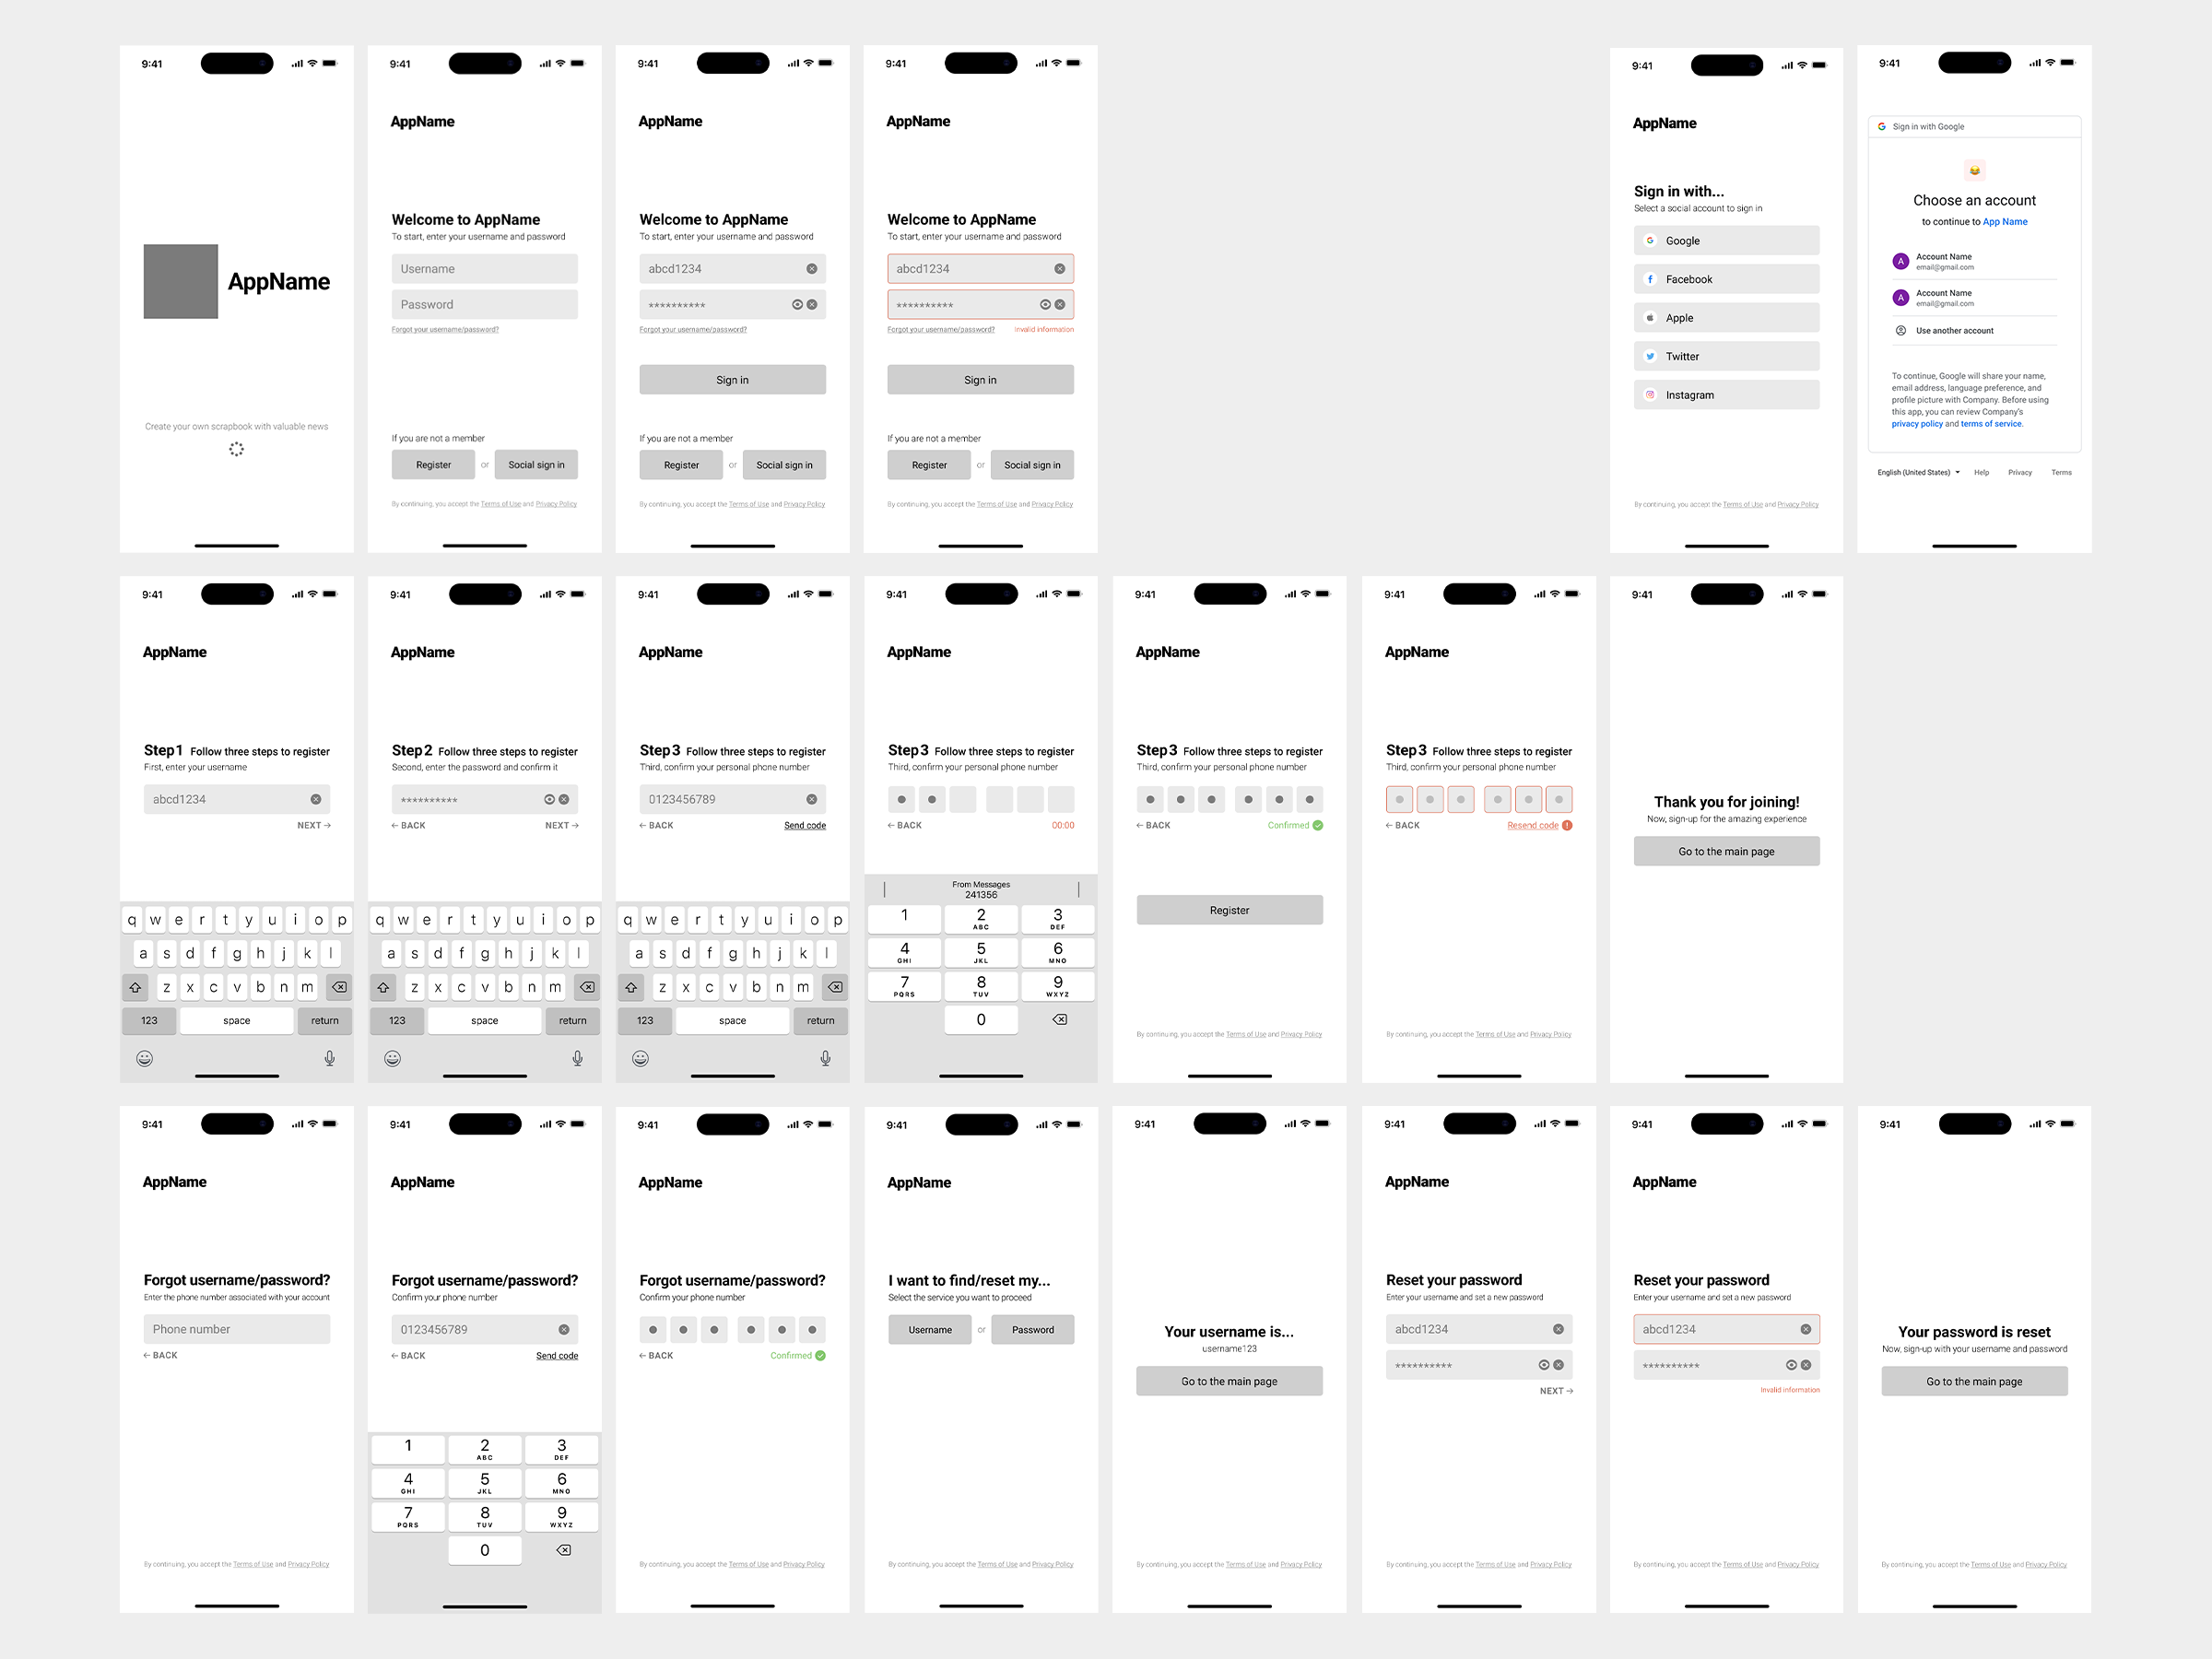 9:41
AppName
Create your own scrapbook with valuable news
9:41
AppName
Welcome to AppName
To start, enter your username and password
Username
Password
Forgot your username/password?
If you are not a member
Register or Social sign in
By continuing, you accept the Terms of Use and Privacy Policy
9:41
AppName
Welcome to AppName
To start, enter your username and password
abcd1234
**********
Forgot your username/password?
Sign in
If you are not a member
Register or Social sign in
By continuing, you accept the Terms of Use and Privacy Policy
9:41
AppName
Welcome to AppName
To start, enter your username and password
abcd1234
**********
Forgot your username/password? Invalid information
Sign in
If you are not a member
Register or Social sign in
By continuing, you accept the Terms of Use and Privacy Policy
9:41
AppName
Sign in with...
Select a social account to sign in
Google
Facebook
Apple
Twitter
Instagram
By continuing, you accept the Terms of Use and Privacy Policy
9:41
Sign in with Google
Choose an account
to continue to App Name
A Account Name
email@gmail.com
A Account Name
email@gmail.com
Use another account
To continue, Google will share your name,
email address, language preference, and
profile picture with Company. Before using
this app, you can review Company's
privacy policy and terms of service.
English (United States) Help Privacy Terms
9:41
AppName
Step 1 Follow three steps to register
First, enter your username
abcd1234
NEXT →
q w e r t y u i o p
a s d f g h j k l
z x c v b n m
123 space return
9:41
AppName
Step 2 Follow three steps to register
Second, enter the password and confirm it
**********
← BACK NEXT →
q w e r t y u i o p
a s d f g h j k l
z x c v b n m
123 space return
9:41
AppName
Step 3 Follow three steps to register
Third, confirm your personal phone number
0123456789
← BACK Send code
q w e r t y u i o p
a s d f g h j k l
z x c v b n m
123 space return
9:41
AppName
Step 3 Follow three steps to register
Third, confirm your personal phone number
← BACK 00:00
From Messages
241356
1 2 3
ABC DEF
4 5 6
GHI JKL MNO
7 8 9
PQRS TUV WXYZ
0
9:41
AppName
Step 3 Follow three steps to register
Third, confirm your personal phone number
← BACK Confirmed
Register
By continuing, you accept the Terms of Use and Privacy Policy
9:41
AppName
Step 3 Follow three steps to register
Third, confirm your personal phone number
← BACK Resend code !
By continuing, you accept the Terms of Use and Privacy Policy
9:41
Thank you for joining!
Now, sign-up for the amazing experience
Go to the main page
9:41
AppName
Forgot username/password?
Enter the phone number associated with your account
Phone number
← BACK
By continuing, you accept the Terms of Use and Privacy Policy
9:41
AppName
Forgot username/password?
Confirm your phone number
0123456789
← BACK Send code
1 2 3
ABC DEF
4 5 6
GHI JKL MNO
7 8 9
PQRS TUV WXYZ
0
9:41
AppName
Forgot username/password?
Confirm your phone number
← BACK Confirmed
By continuing, you accept the Terms of Use and Privacy Policy
9:41
AppName
I want to find/reset my...
Select the service you want to proceed
Username or Password
By continuing, you accept the Terms of Use and Privacy Policy
9:41
Your username is...
username123
Go to the main page
By continuing, you accept the Terms of Use and Privacy Policy
9:41
AppName
Reset your password
Enter your username and set a new password
abcd1234
**********
NEXT →
By continuing, you accept the Terms of Use and Privacy Policy
9:41
AppName
Reset your password
Enter your username and set a new password
abcd1234
**********
Invalid information
By continuing, you accept the Terms of Use and Privacy Policy
9:41
Your password is reset
Now, sign-up with your username and password
Go to the main page
By continuing, you accept the Terms of Use and Privacy Policy